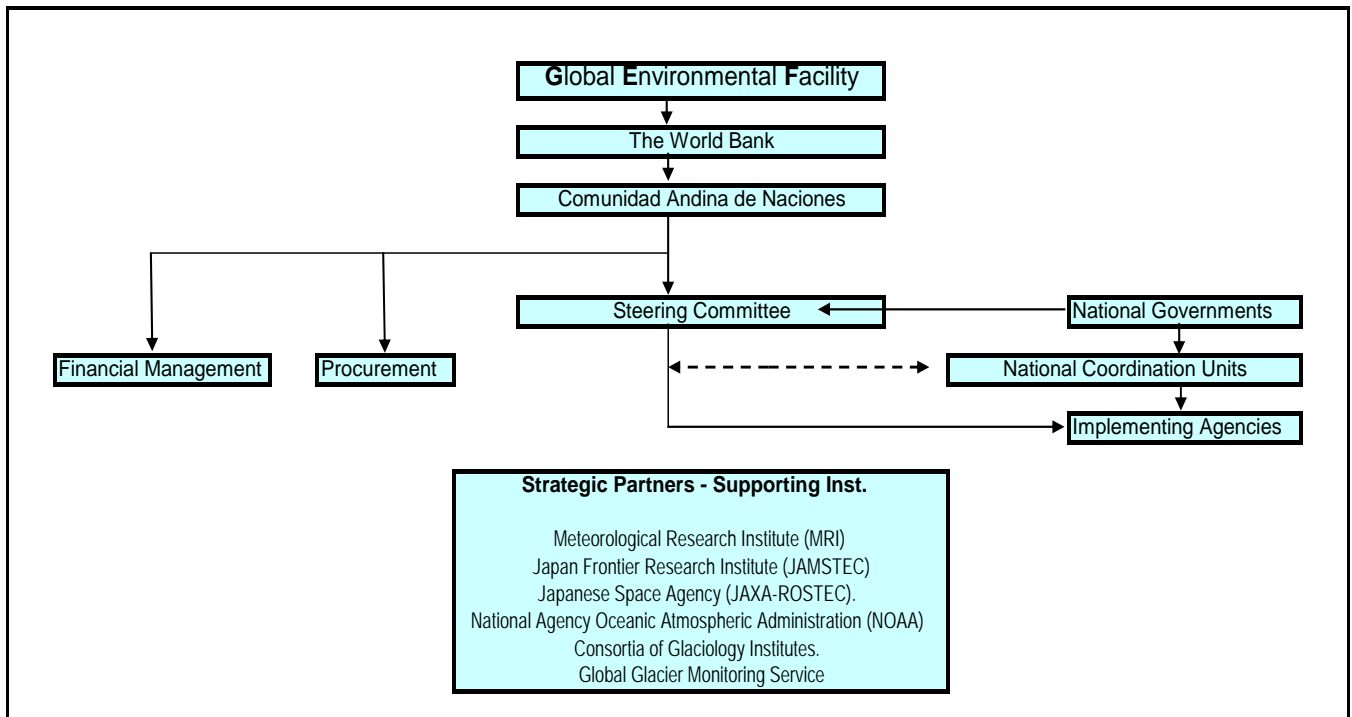 Global Environmental Facility
The World Bank
Comunidad Andina de Naciones
Steering Committee
National Governments
Financial Management
Procurement
National Coordination Units
Implementing Agencies
Strategic Partners - Supporting Inst.
Meteorological Research Institute (MRI)
Japan Frontier Research Institute (JAMSTEC)
Japanese Space Agency (JAXA-ROSTEC).
National Agency Oceanic Atmospheric Administration (NOAA)
Consortia of Glaciology Institutes.
Global Glacier Monitoring Service